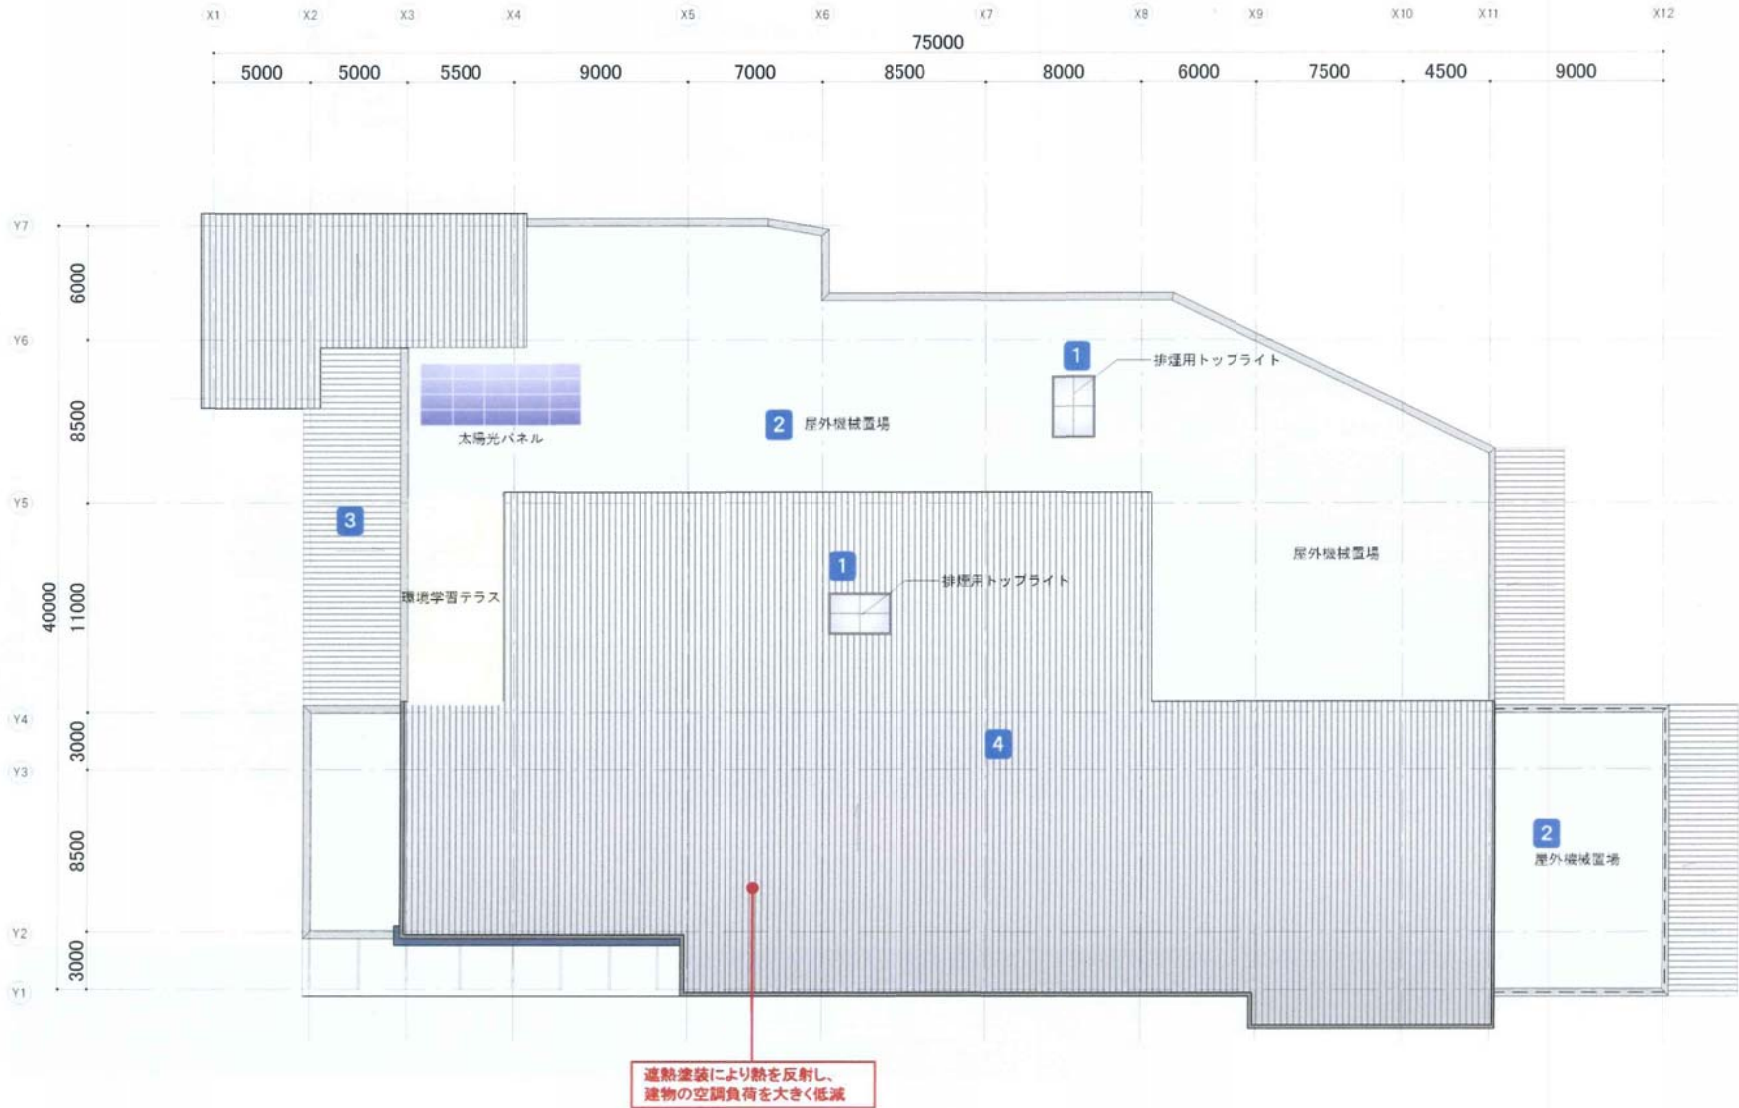 X1 X2 X3 X4 X5 X6 X7 X8 X9 X10 X11 X12
75000
5000 5000 5500 9000 7000 8500 8000 6000 7500 4500 9000
Y7
6000
Y6
1
排煙用トップライト
2 屋外機械置場
太陽光パネル
8500
Y5
3
1
排煙用トップライト
屋外機械置場
環境学習テラス
40000
11000
Y4
3000
4
Y3
8500
2
屋外機械置場
Y2
3000
Y1
遮熱塗装により熱を反射し、
建物の空調負荷を大きく低減